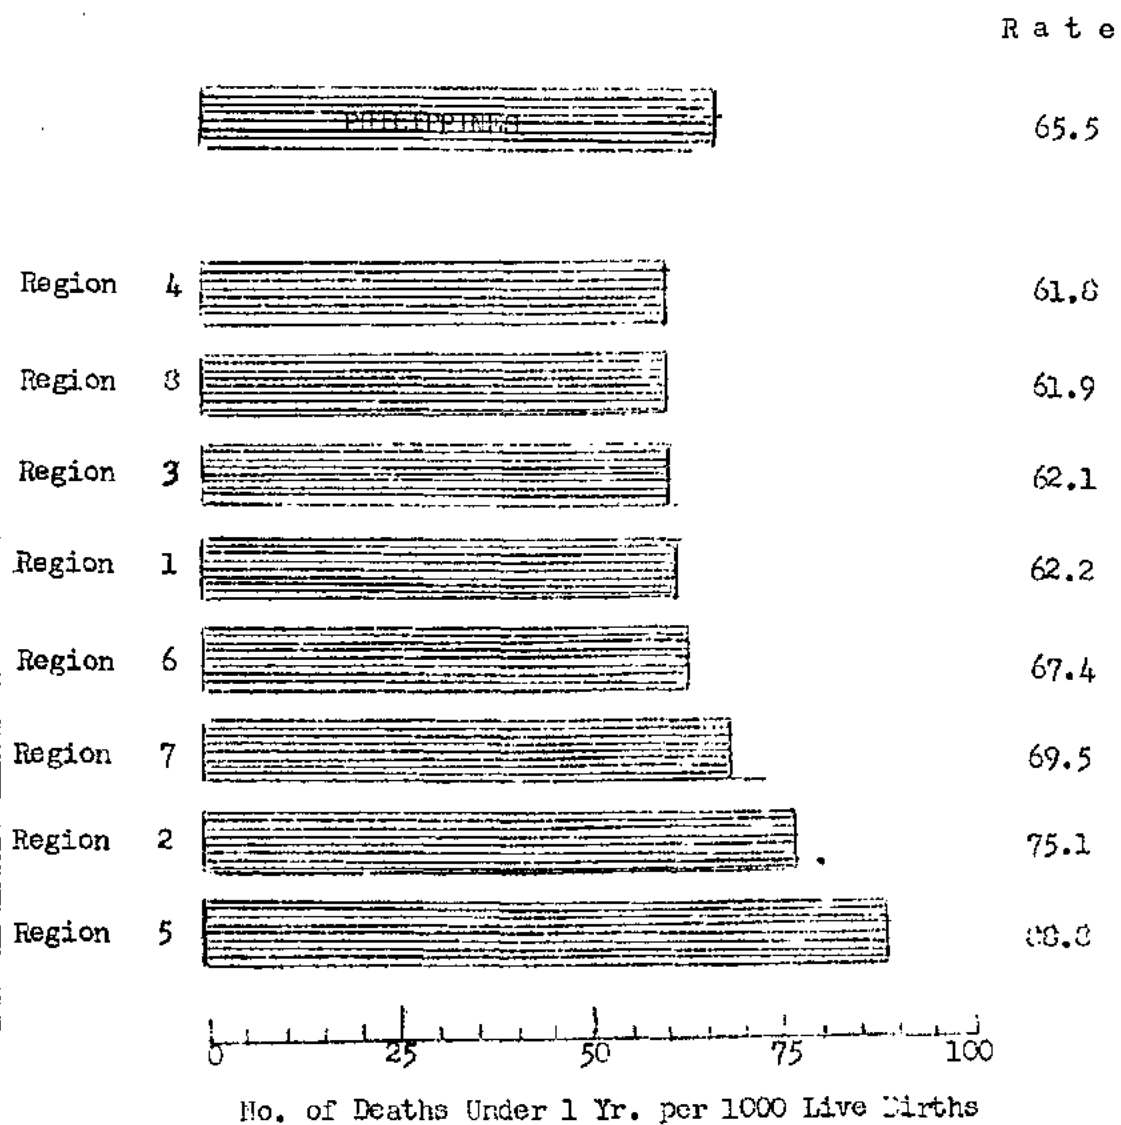 R a t e
PHILIPPINES 65.5
Region 4 61.8
Region 8 61.9
Region 3 62.1
Region 1 62.2
Region 6 67.4
Region 7 69.5
Region 2 75.1
Region 5 88.8
0 25 50 75 100
No. of Deaths Under 1 Yr. per 1000 Live Births